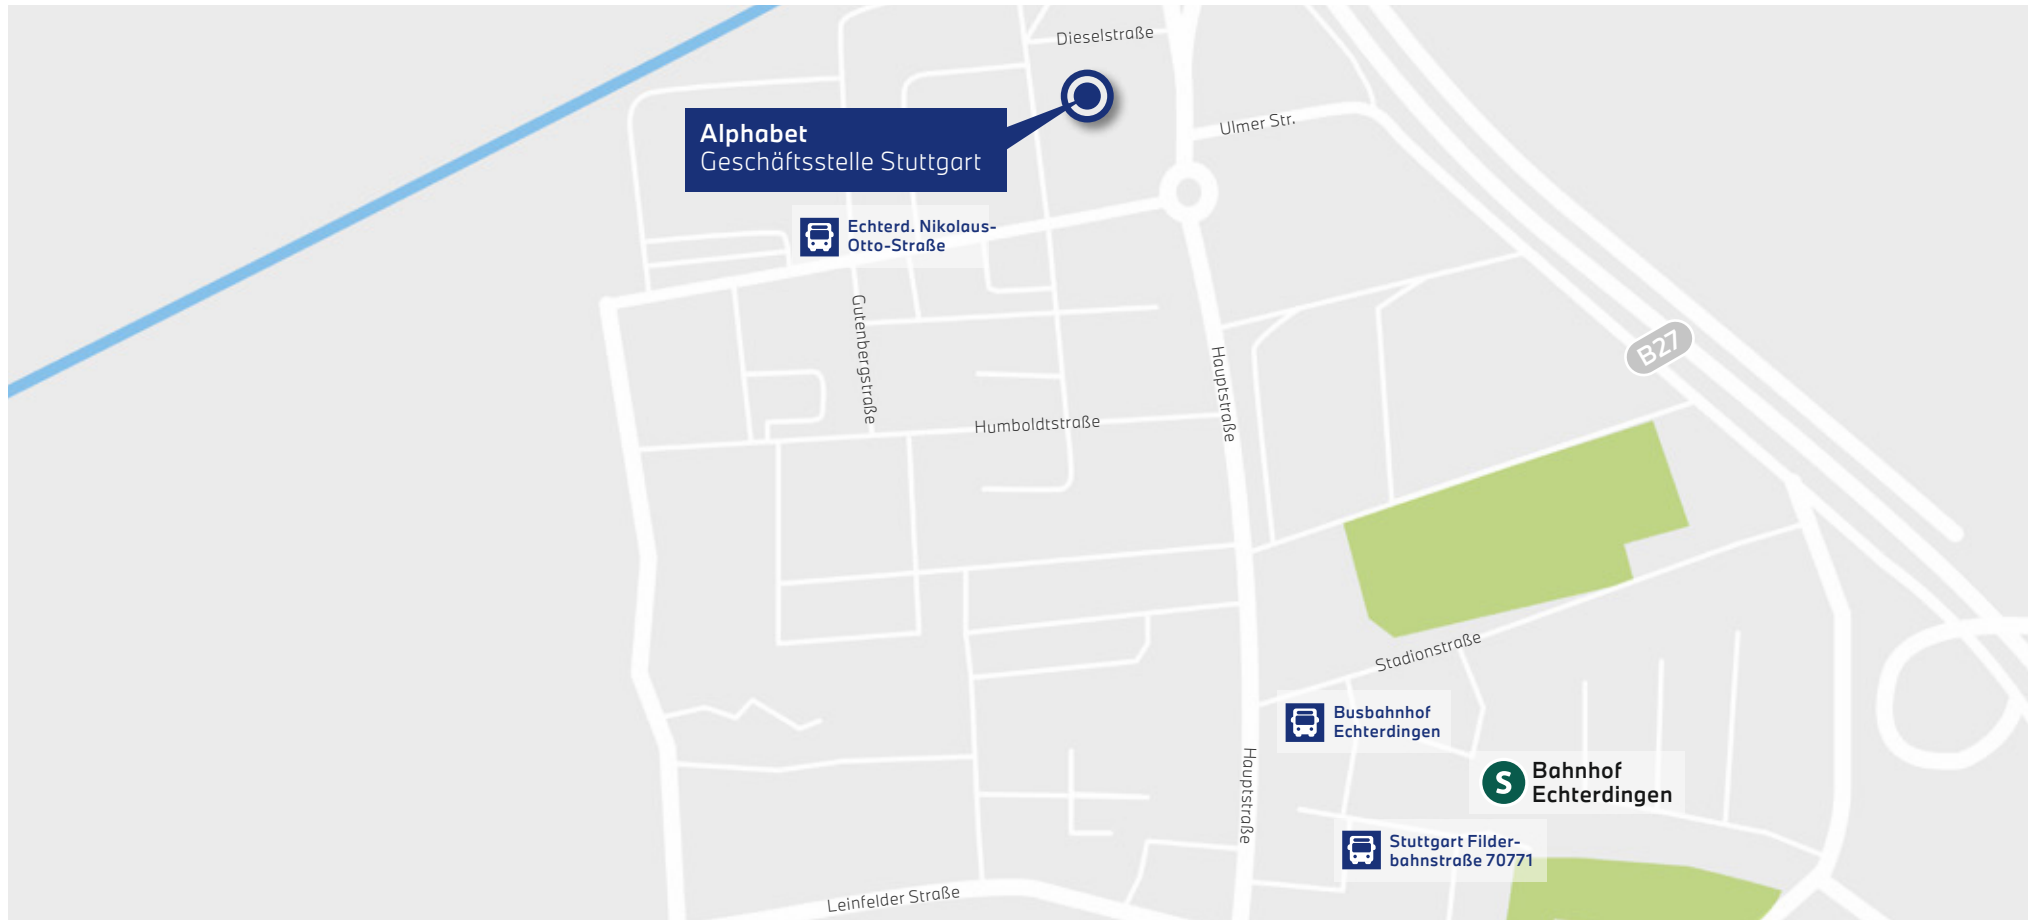 Dieselstraße
Alphabet
Geschäftsstelle Stuttgart
Ulmer Str.
Echterd. Nikolaus-
Otto-Straße
Gutenbergstraße
Hauptstraße
B27
Humboldtstraße
Stadionstraße
Busbahnhof
Echterdingen
Hauptstraße
Bahnhof
Echterdingen
S
Stuttgart Filder-
bahnstraße 70771
Leinfelder Straße